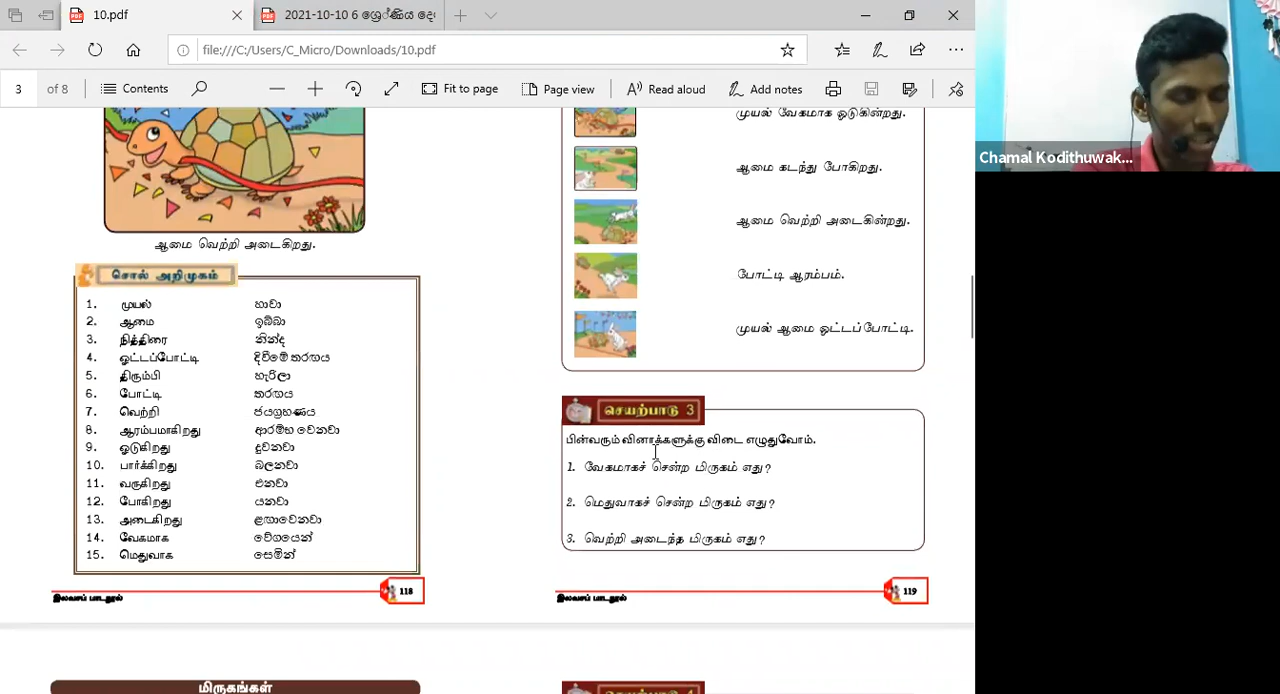 10.pdf
2021-10-10 6 ශ්‍රේණිය දෙ
file:///C:/Users/C_Micro/Downloads/10.pdf
3 of 8
Contents
Fit to page
Page view
Read aloud
Add notes
Chamal Kodithuwak...
ஆமை வெற்றி அடைகிறது.
சொல் அறிமுகம்
1. முயல் හාවා
2. ஆமை ඉබ්බා
3. நித்திரை නින්ද
4. ஓட்டப்போட்டி දිවීමේ තරඟය
5. திரும்பி හැරිලා
6. போட்டி තරඟය
7. வெற்றி ජයග්‍රහණය
8. ஆரம்பமாகிறது ආරම්භ වෙනවා
9. ஓடுகிறது දුවනවා
10. பார்க்கிறது බලනවා
11. வருகிறது එනවා
12. போகிறது යනවා
13. அடைகிறது ළඟාවෙනවා
14. வேகமாக වේගයෙන්
15. மெதுவாக සෙමින්
இலவசப் பாடநூல்
118
முயல் வேகமாக ஓடுகின்றது.
ஆமை கடந்து போகிறது.
ஆமை வெற்றி அடைகின்றது.
போட்டி ஆரம்பம்.
முயல் ஆமை ஓட்டப்போட்டி.
செயற்பாடு 3
பின்வரும் வினாக்களுக்கு விடை எழுதுவோம்.
1. வேகமாகச் சென்ற மிருகம் எது?
2. மெதுவாகச் சென்ற மிருகம் எது?
3. வெற்றி அடைந்த மிருகம் எது?
இலவசப் பாடநூல்
119
மிருகங்கள்
செயற்பாடு 4